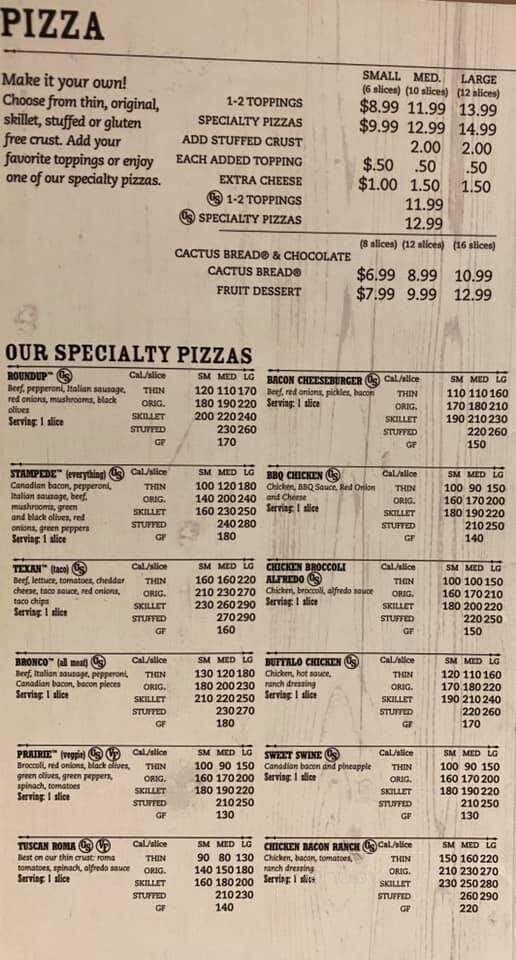 PIZZA
Make it your own!
Choose from thin, original,
skillet, stuffed or gluten
free crust. Add your
favorite toppings or enjoy
one of our specialty pizzas.
SMALL MED. LARGE
(6 slices) (10 slices) (12 slices)
1-2 TOPPINGS $8.99 11.99 13.99
SPECIALTY PIZZAS $9.99 12.99 14.99
ADD STUFFED CRUST 2.00 2.00
EACH ADDED TOPPING $.50 .50 .50
EXTRA CHEESE $1.00 1.50 1.50
GS 1-2 TOPPINGS 11.99
GS SPECIALTY PIZZAS 12.99
(8 slices) (12 slices) (16 slices)
CACTUS BREAD® & CHOCOLATE
CACTUS BREAD® $6.99 8.99 10.99
FRUIT DESSERT $7.99 9.99 12.99
OUR SPECIALTY PIZZAS
ROUNDUP™ GS Cal./slice SM MED LG
Beef, pepperoni, Italian sausage,
red onions, mushrooms, black
olives
Serving: 1 slice
THIN 120 110 170
ORIG. 180 190 220
SKILLET 200 220 240
STUFFED 230 260
GF 170
BACON CHEESEBURGER GS Cal./slice SM MED LG
Beef, red onions, pickles, bacon
Serving: 1 slice
THIN 110 110 160
ORIG. 170 180 210
SKILLET 190 210 230
STUFFED 220 260
GF 150
STAMPEDE™ (everything) GS Cal./slice SM MED LG
Canadian bacon, pepperoni,
Italian sausage, beef,
mushrooms, green
and black olives, red
onions, green peppers
Serving: 1 slice
THIN 100 120 180
ORIG. 140 200 240
SKILLET 160 230 250
STUFFED 240 280
GF 180
BBQ CHICKEN GS Cal./slice SM MED LG
Chicken, BBQ Sauce, Red Onion
and Cheese
Serving: 1 slice
THIN 100 90 150
ORIG. 160 170 200
SKILLET 180 190 220
STUFFED 210 250
GF 140
TEXAN™ (taco) GS Cal./slice SM MED LG
Beef, lettuce, tomatoes, cheddar
cheese, taco sauce, red onions,
taco chips
Serving: 1 slice
THIN 160 160 220
ORIG. 210 230 270
SKILLET 230 260 290
STUFFED 270 290
GF 160
CHICKEN BROCCOLI
ALFREDO GS Cal./slice SM MED LG
Chicken, broccoli, alfredo sauce
Serving: 1 slice
THIN 100 100 150
ORIG. 160 170 210
SKILLET 180 200 220
STUFFED 220 250
GF 150
BRONCO™ (all meat) GS Cal./slice SM MED LG
Beef, Italian sausage, pepperoni,
Canadian bacon, bacon pieces
Serving: 1 slice
THIN 130 120 180
ORIG. 180 200 230
SKILLET 210 220 250
STUFFED 230 270
GF 180
BUFFALO CHICKEN GS Cal./slice SM MED LG
Chicken, hot sauce,
ranch dressing
Serving: 1 slice
THIN 120 110 160
ORIG. 170 180 220
SKILLET 190 210 240
STUFFED 220 260
GF 170
PRAIRIE™ (veggie) GS VF Cal./slice SM MED LG
Broccoli, red onions, black olives,
green olives, green peppers,
spinach, tomatoes
Serving: 1 slice
THIN 100 90 150
ORIG. 160 170 200
SKILLET 180 190 220
STUFFED 210 250
GF 130
SWEET SWINE GS Cal./slice SM MED LG
Canadian bacon and pineapple
Serving: 1 slice
THIN 100 90 150
ORIG. 160 170 200
SKILLET 180 190 220
STUFFED 210 250
GF 130
TUSCAN ROMA GS VF Cal./slice SM MED LG
Best on our thin crust: roma
tomatoes, spinach, alfredo sauce
Serving: 1 slice
THIN 90 80 130
ORIG. 140 150 180
SKILLET 160 180 200
STUFFED 210 230
GF 140
CHICKEN BACON RANCH GS Cal./slice SM MED LG
Chicken, bacon, tomatoes,
ranch dressing
Serving: 1 slice
THIN 150 160 220
ORIG. 210 230 270
SKILLET 230 250 280
STUFFED 260 290
GF 220